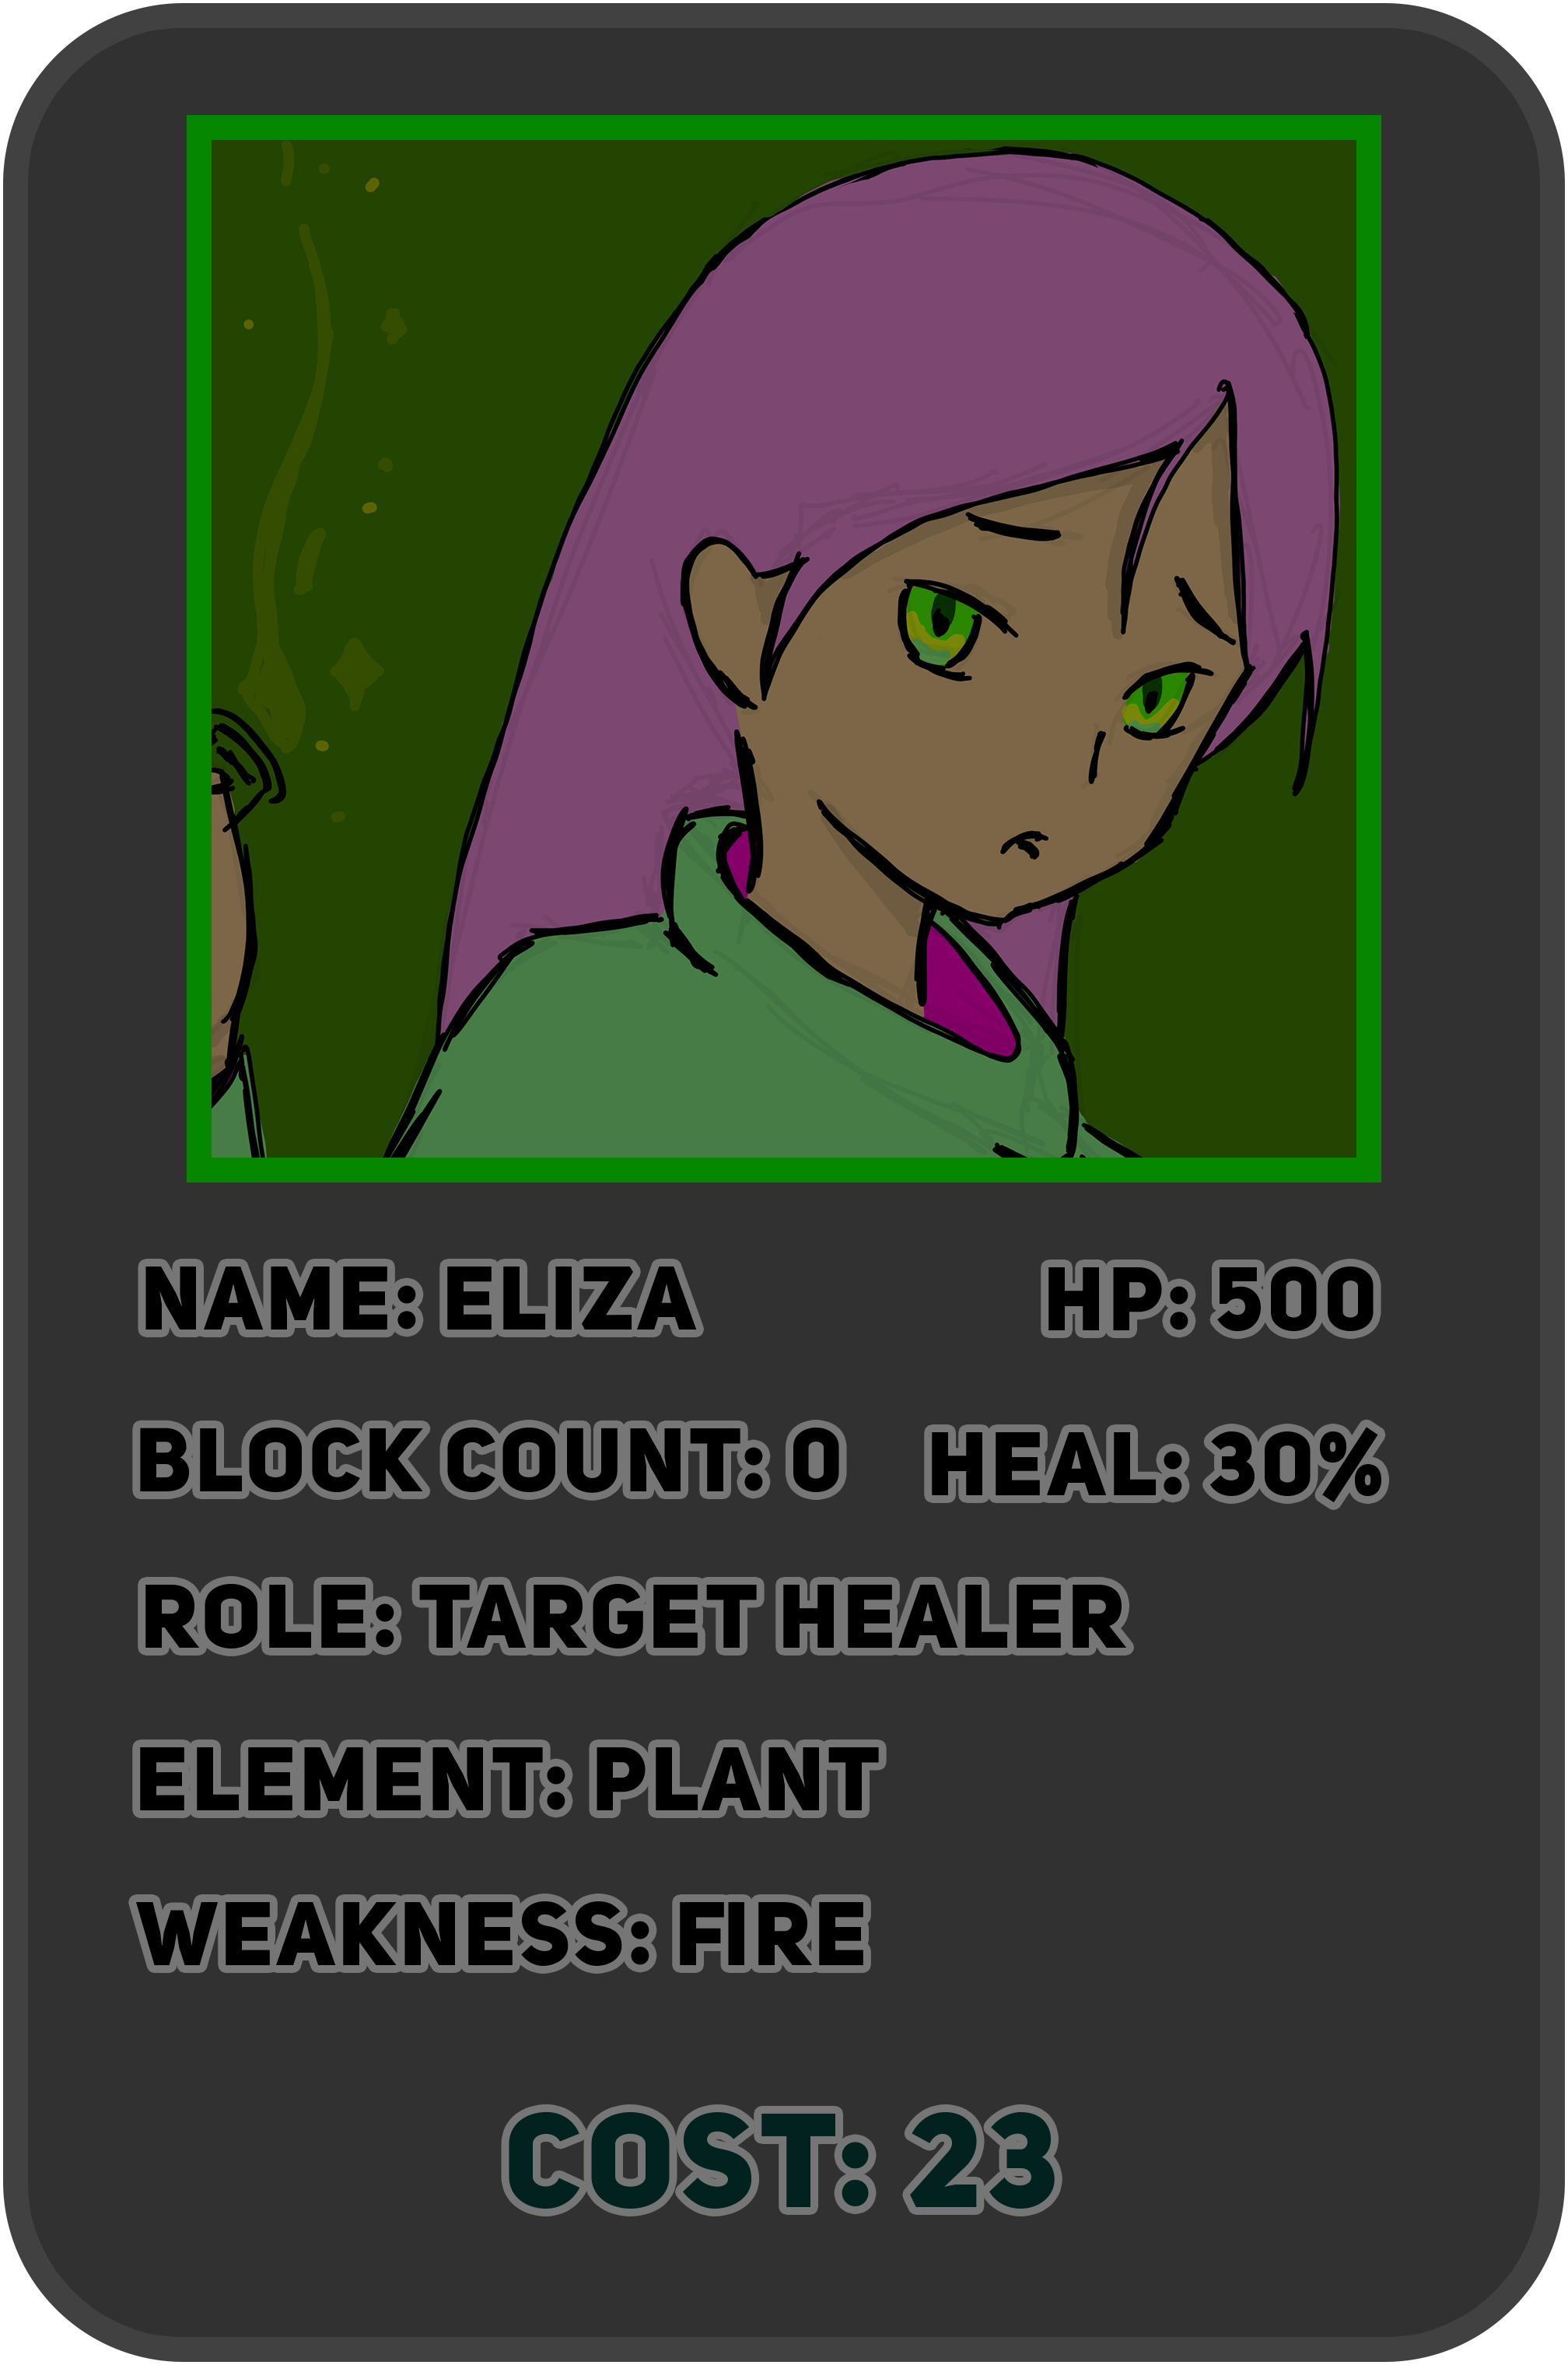 NAME: ELIZA HP: 500
BLOCK COUNT: 0 HEAL: 30%
ROLE: TARGET HEALER
ELEMENT: PLANT
WEAKNESS: FIRE
COST: 23